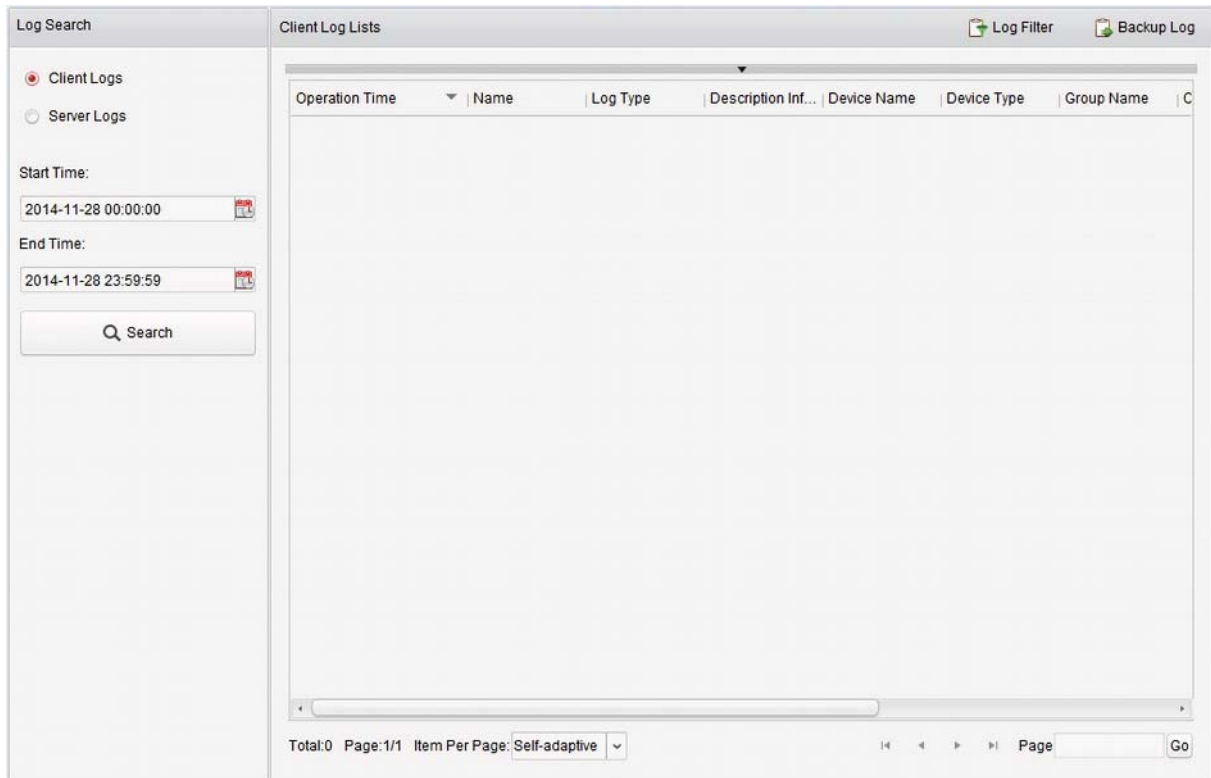 Log Search
Client Logs
Server Logs
Start Time:
2014-11-28 00:00:00
End Time:
2014-11-28 23:59:59
Search
Client Log Lists
Log Filter
Backup Log
Operation Time Name Log Type Description Inf... Device Name Device Type Group Name C
Total:0 Page:1/1 Item Per Page: Self-adaptive Page Go